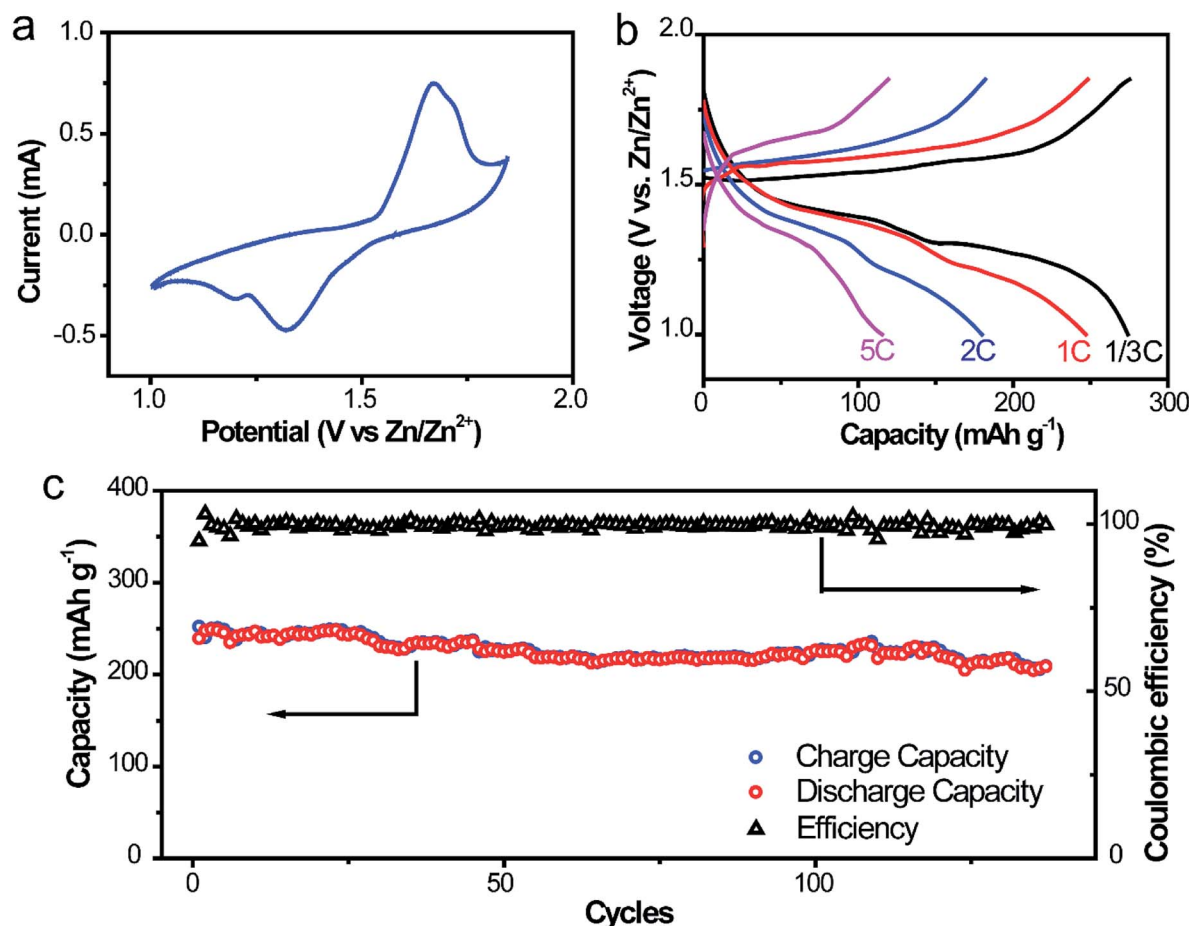 a
1.0
0.5
0.0
-0.5
Current (mA)
1.0
1.5
2.0
Potential (V vs Zn/Zn²⁺)
b
2.0
1.5
1.0
Voltage (V vs. Zn/Zn²⁺)
5C
2C
1C
1/3C
0
100
200
300
Capacity (mAh g⁻¹)
c
400
300
200
100
0
Capacity (mAh g⁻¹)
100
50
0
Coulombic efficiency (%)
Charge Capacity
Discharge Capacity
Efficiency
0
50
100
Cycles